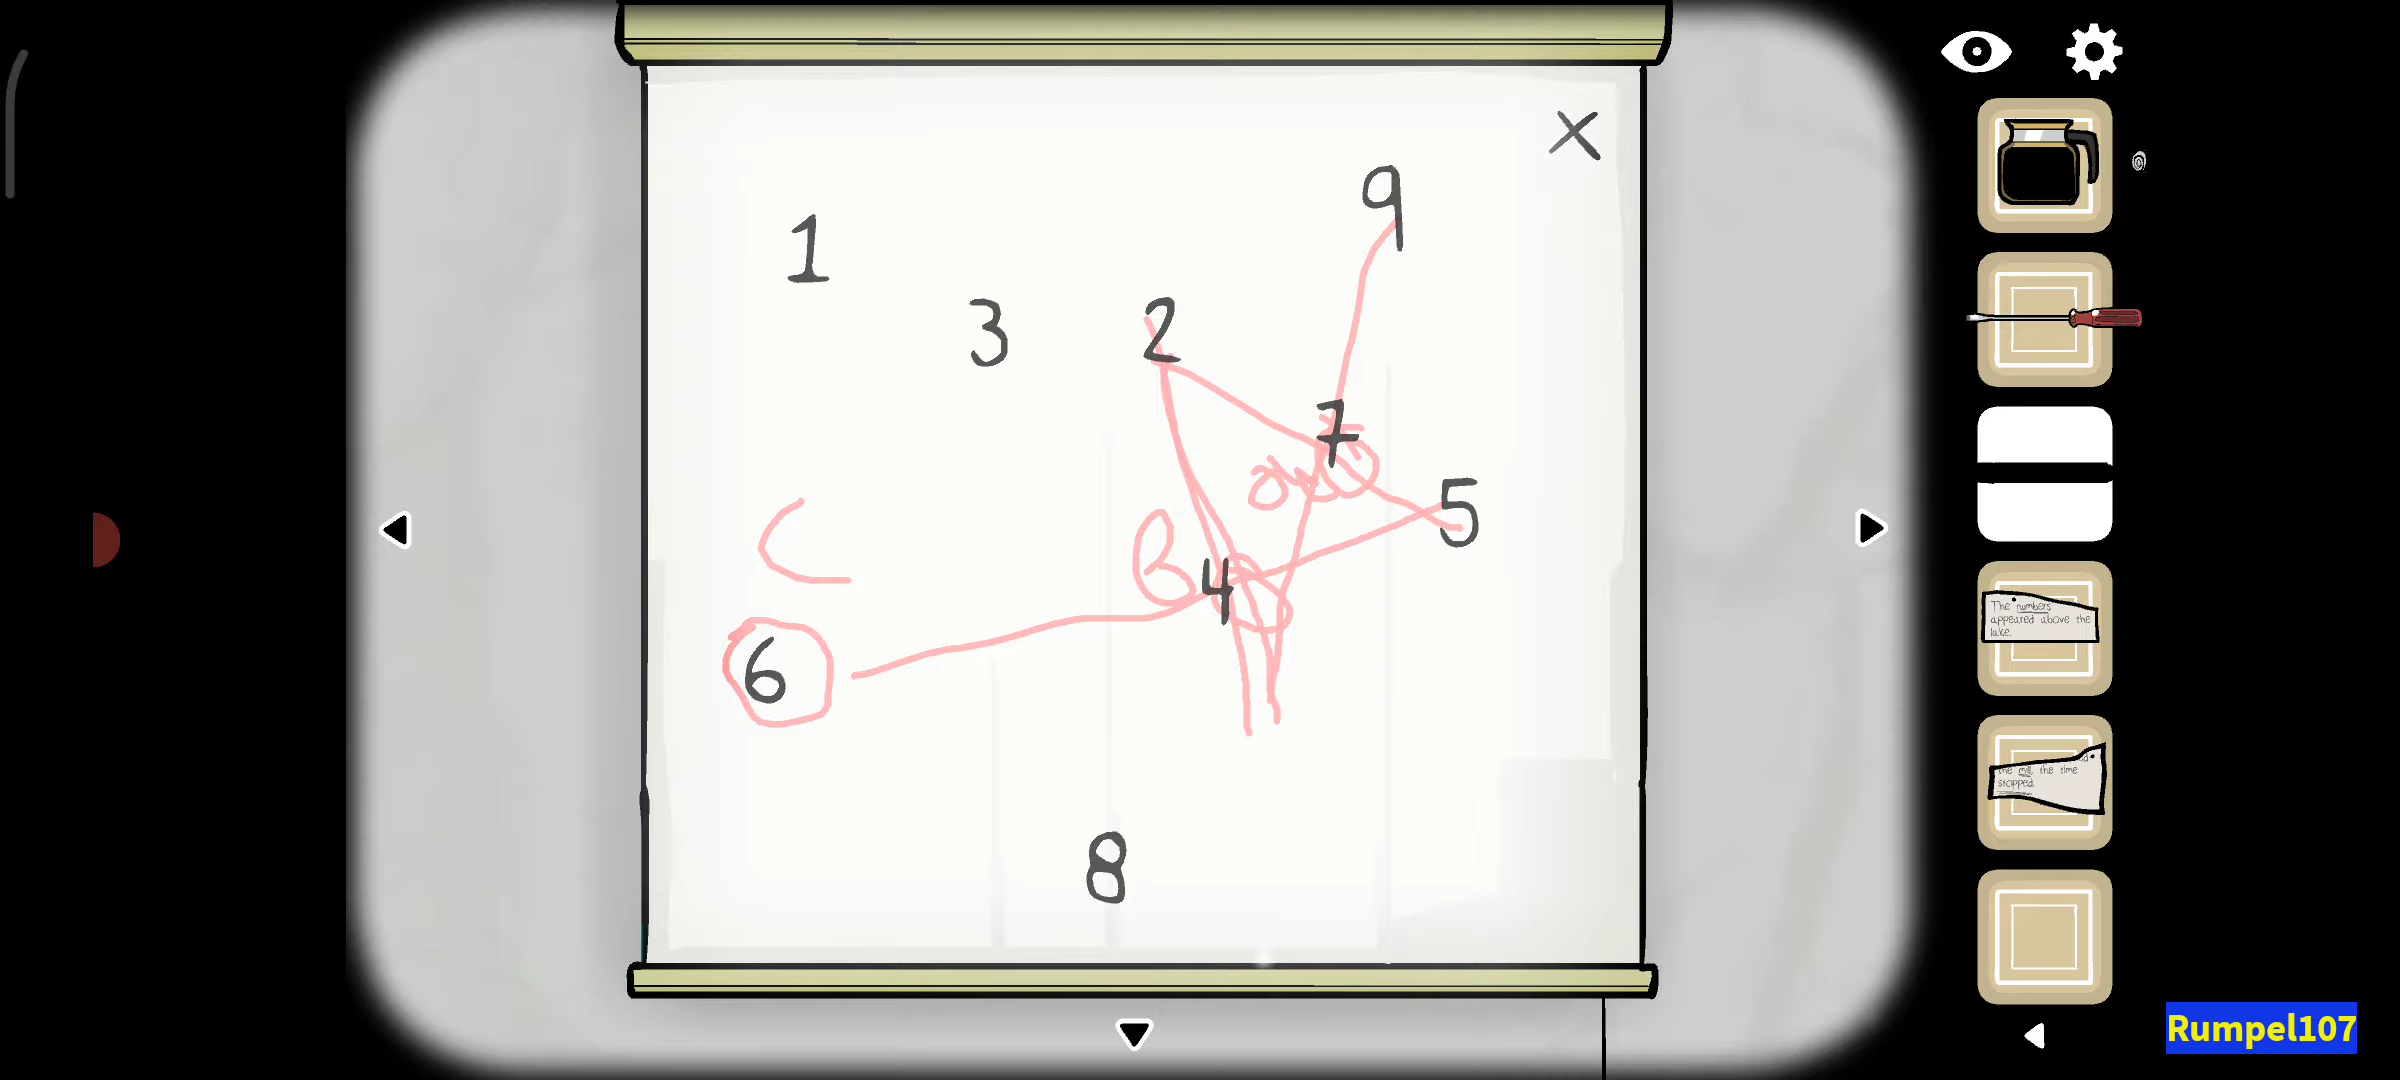 X
9
1
3
2
7
5
C
B
4
6
8
The numbers
appeared above the
lake.
the mill, the time
stopped.
Rumpel107